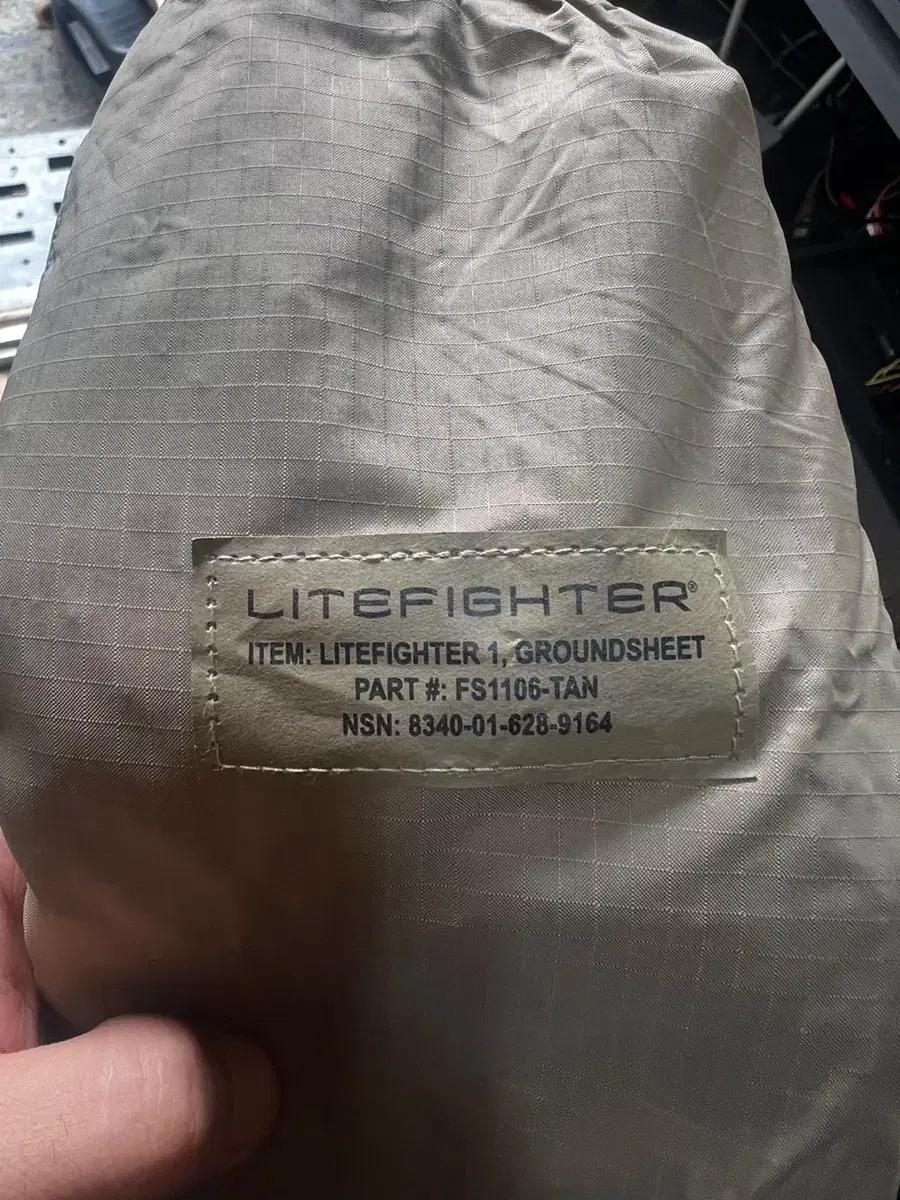 LITEFIGHTER®
ITEM: LITEFIGHTER 1, GROUNDSHEET
PART #: FS1106-TAN
NSN: 8340-01-628-9164